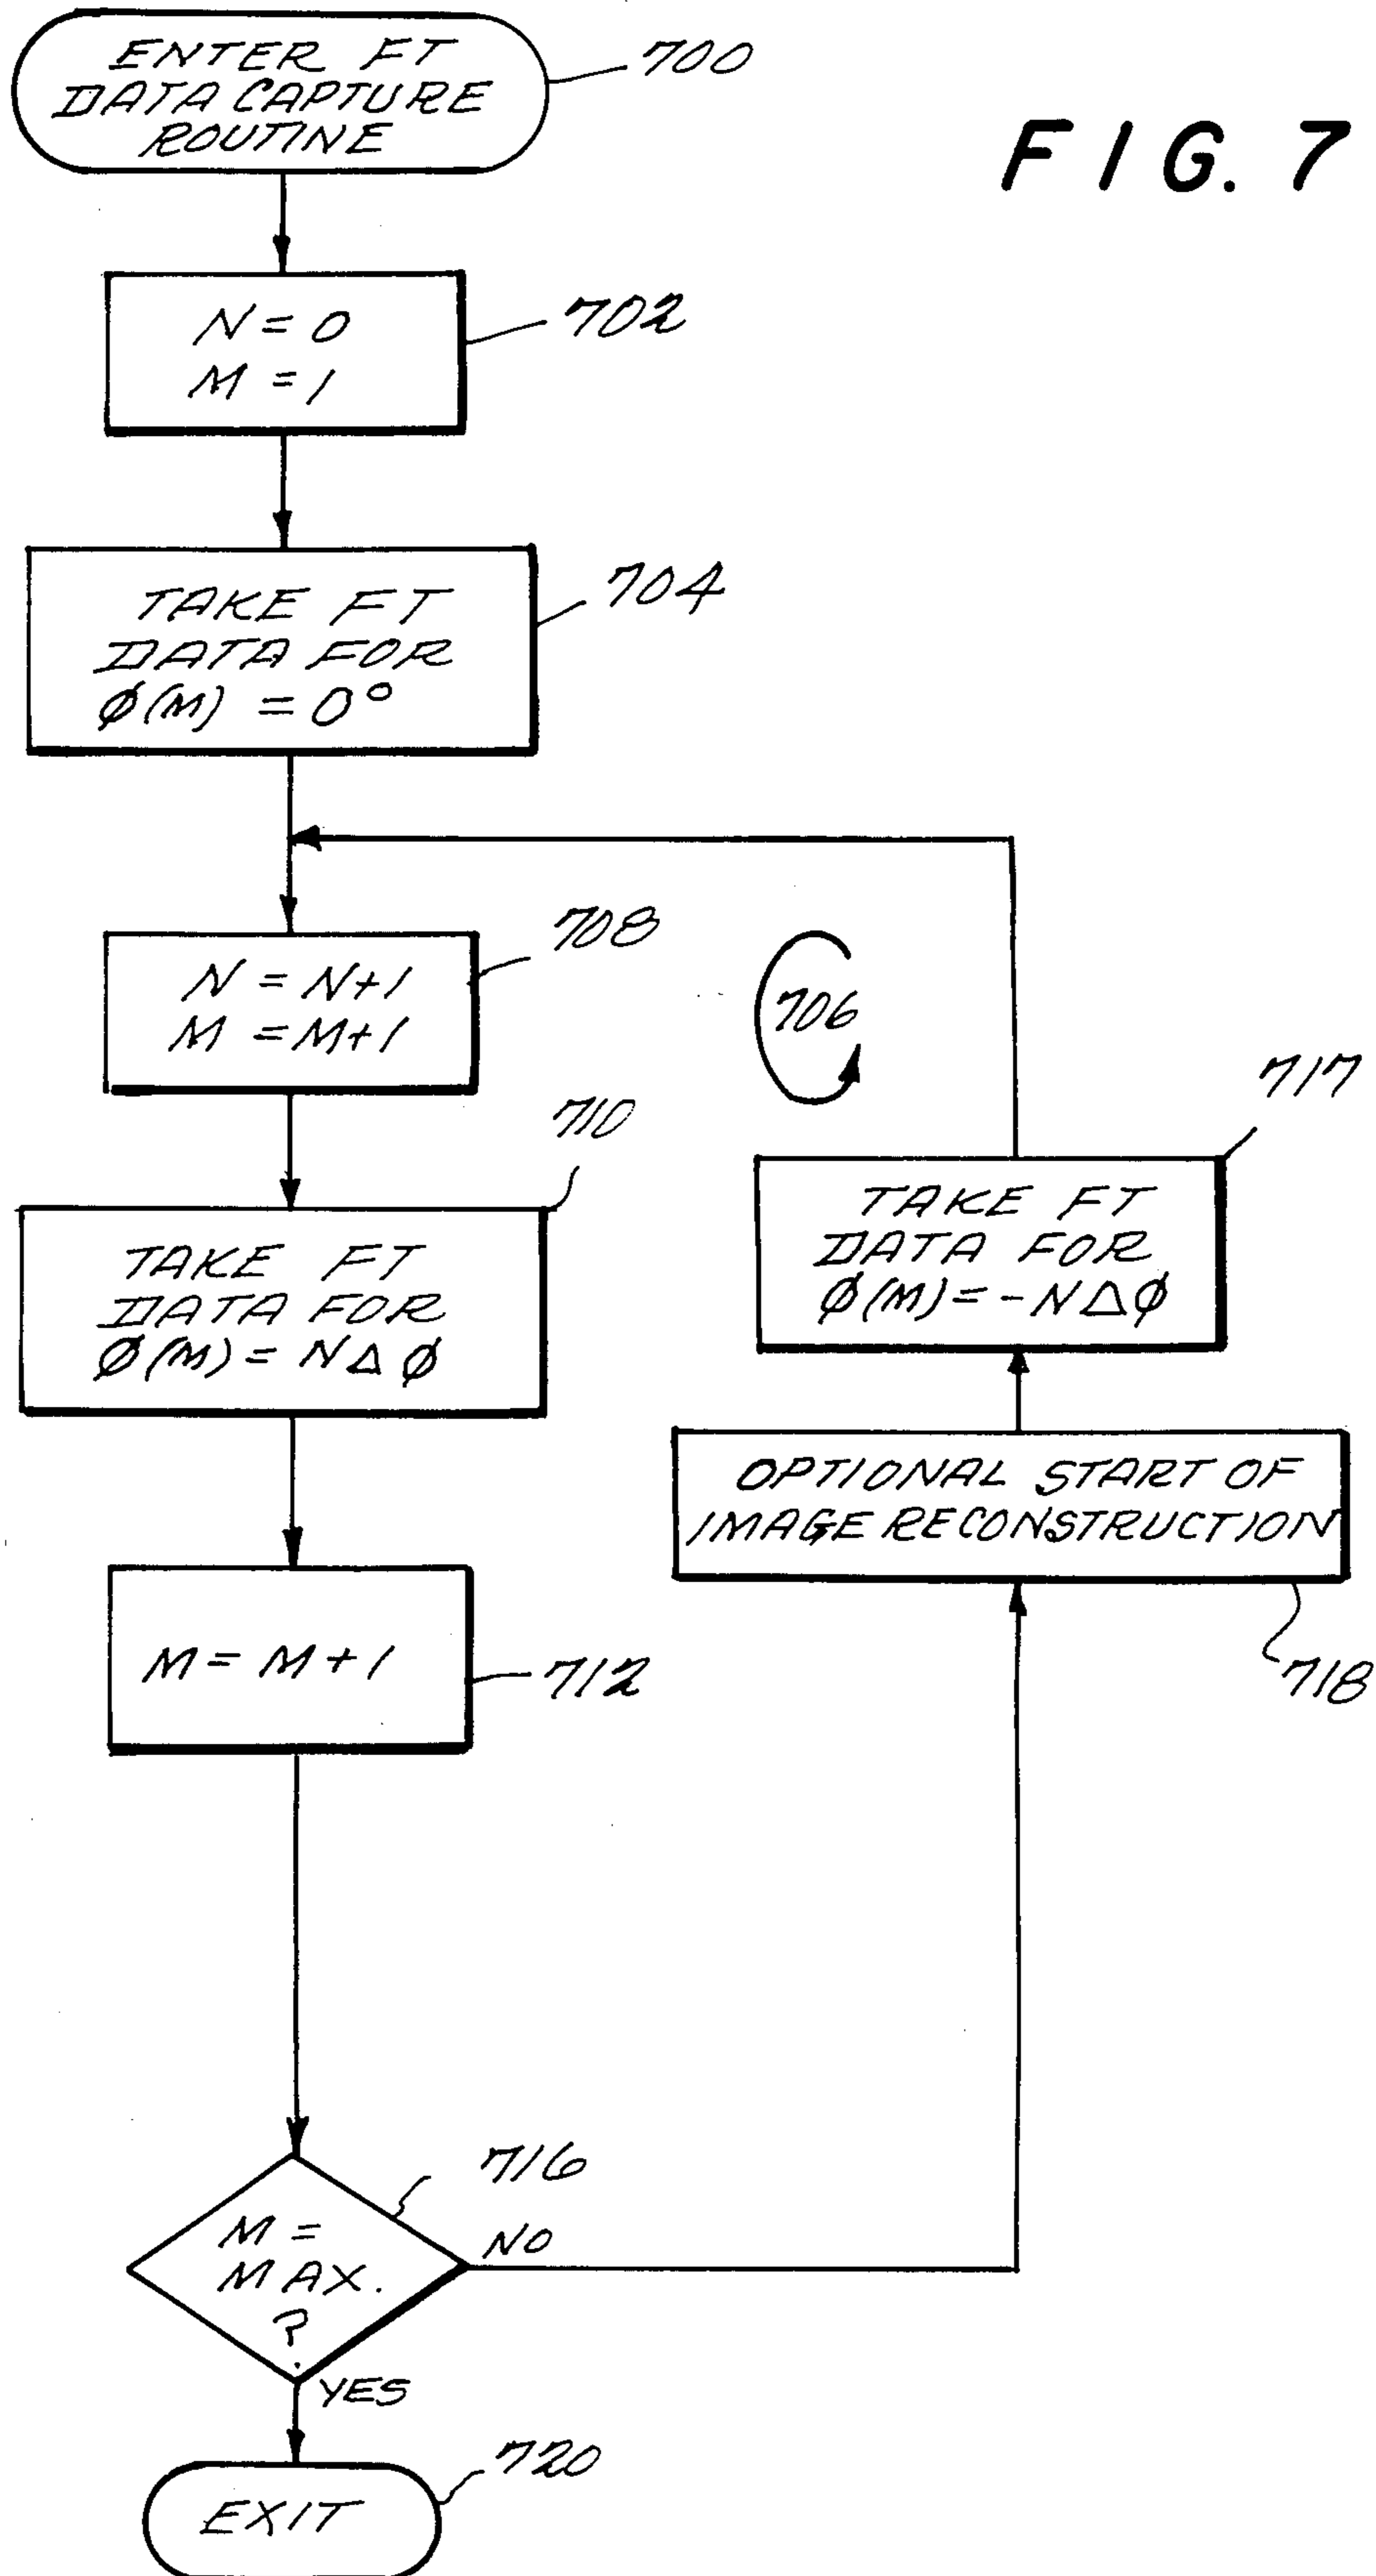 ENTER FT
DATA CAPTURE
ROUTINE
700
FIG. 7
N = 0
M = 1
702
TAKE FT
DATA FOR
ϕ(M) = 0°
704
N = N+1
M = M+1
708
706
TAKE FT
DATA FOR
ϕ(M) = NΔϕ
710
TAKE FT
DATA FOR
ϕ(M) = -NΔϕ
717
OPTIONAL START OF
IMAGE RECONSTRUCTION
718
M = M + 1
712
M =
MAX.
?
716
NO
YES
EXIT
720